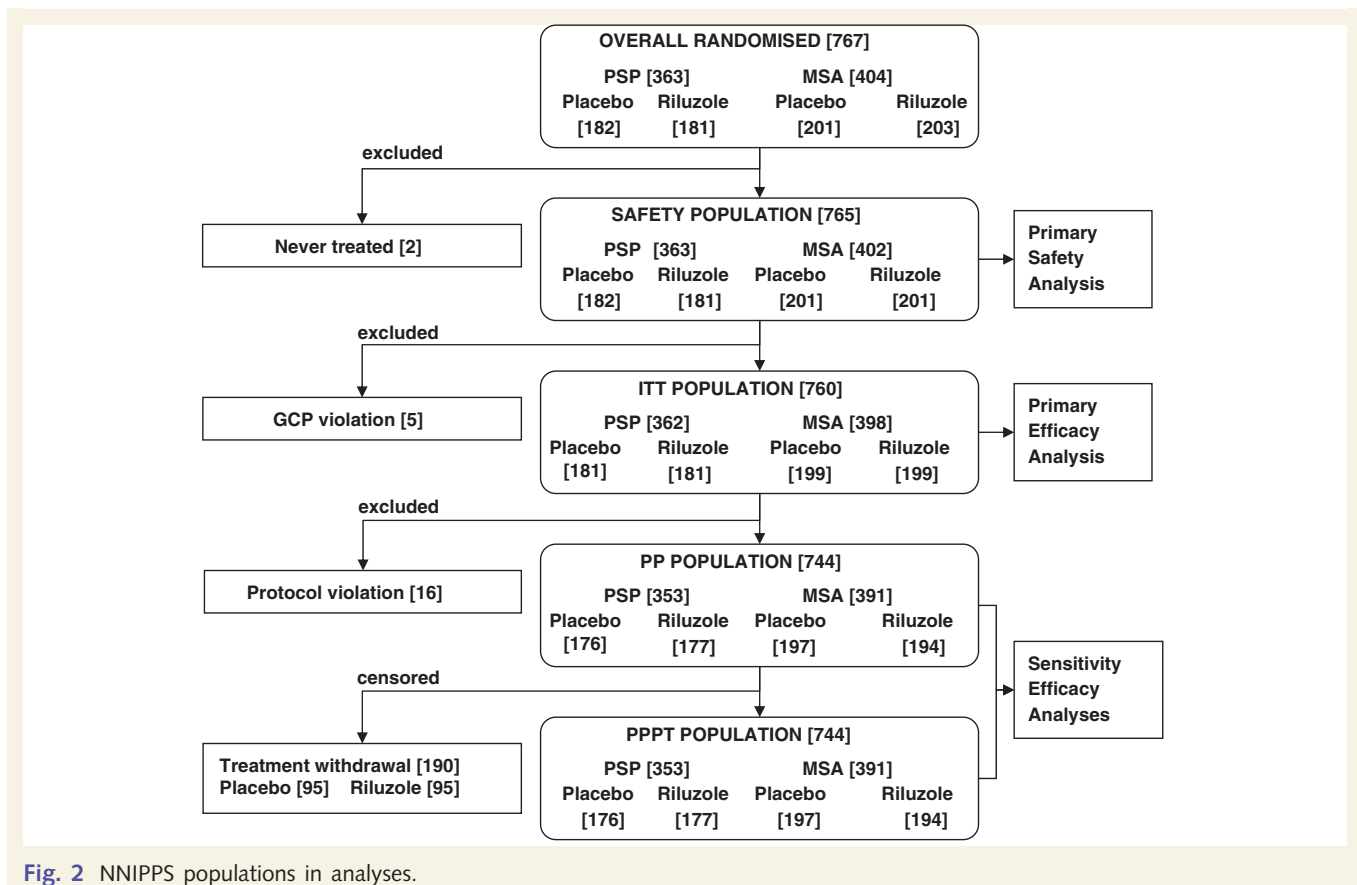 OVERALL RANDOMISED [767]
PSP [363] MSA [404]
Placebo Riluzole Placebo Riluzole
[182] [181] [201] [203]
excluded
Never treated [2]
SAFETY POPULATION [765]
PSP [363] MSA [402]
Placebo Riluzole Placebo Riluzole
[182] [181] [201] [201]
Primary
Safety
Analysis
excluded
GCP violation [5]
ITT POPULATION [760]
PSP [362] MSA [398]
Placebo Riluzole Placebo Riluzole
[181] [181] [199] [199]
Primary
Efficacy
Analysis
excluded
Protocol violation [16]
PP POPULATION [744]
PSP [353] MSA [391]
Placebo Riluzole Placebo Riluzole
[176] [177] [197] [194]
Sensitivity
Efficacy
Analyses
censored
Treatment withdrawal [190]
Placebo [95] Riluzole [95]
PPPT POPULATION [744]
PSP [353] MSA [391]
Placebo Riluzole Placebo Riluzole
[176] [177] [197] [194]
Fig. 2 NNIPPS populations in analyses.